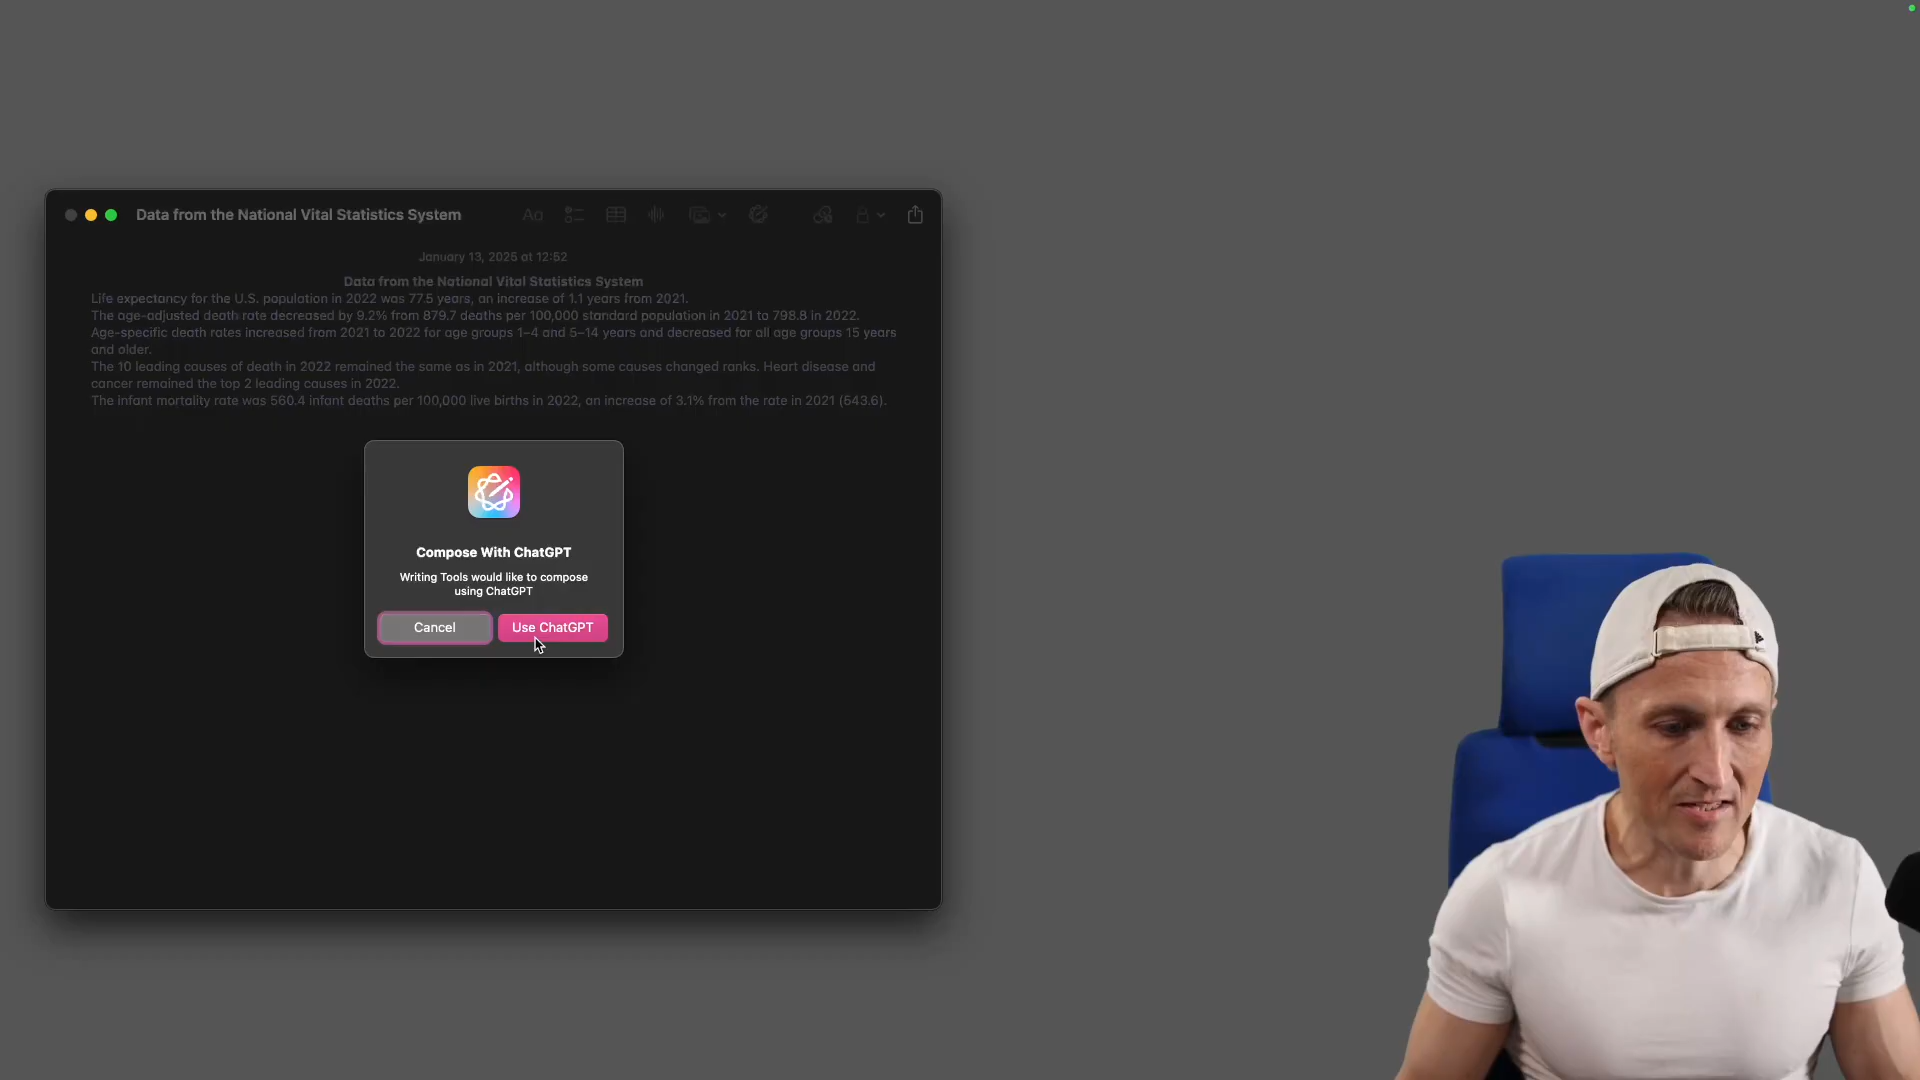 Data from the National Vital Statistics System
Aa
January 13, 2025 at 12:52
Data from the National Vital Statistics System
Life expectancy for the U.S. population in 2022 was 77.5 years, an increase of 1.1 years from 2021.
The age-adjusted death rate decreased by 9.2% from 879.7 deaths per 100,000 standard population in 2021 to 798.8 in 2022.
Age-specific death rates increased from 2021 to 2022 for age groups 1–4 and 5–14 years and decreased for all age groups 15 years
and older.
The 10 leading causes of death in 2022 remained the same as in 2021, although some causes changed ranks. Heart disease and
cancer remained the top 2 leading causes in 2022.
The infant mortality rate was 560.4 infant deaths per 100,000 live births in 2022, an increase of 3.1% from the rate in 2021 (543.6).
Compose With ChatGPT
Writing Tools would like to compose
using ChatGPT
Cancel
Use ChatGPT